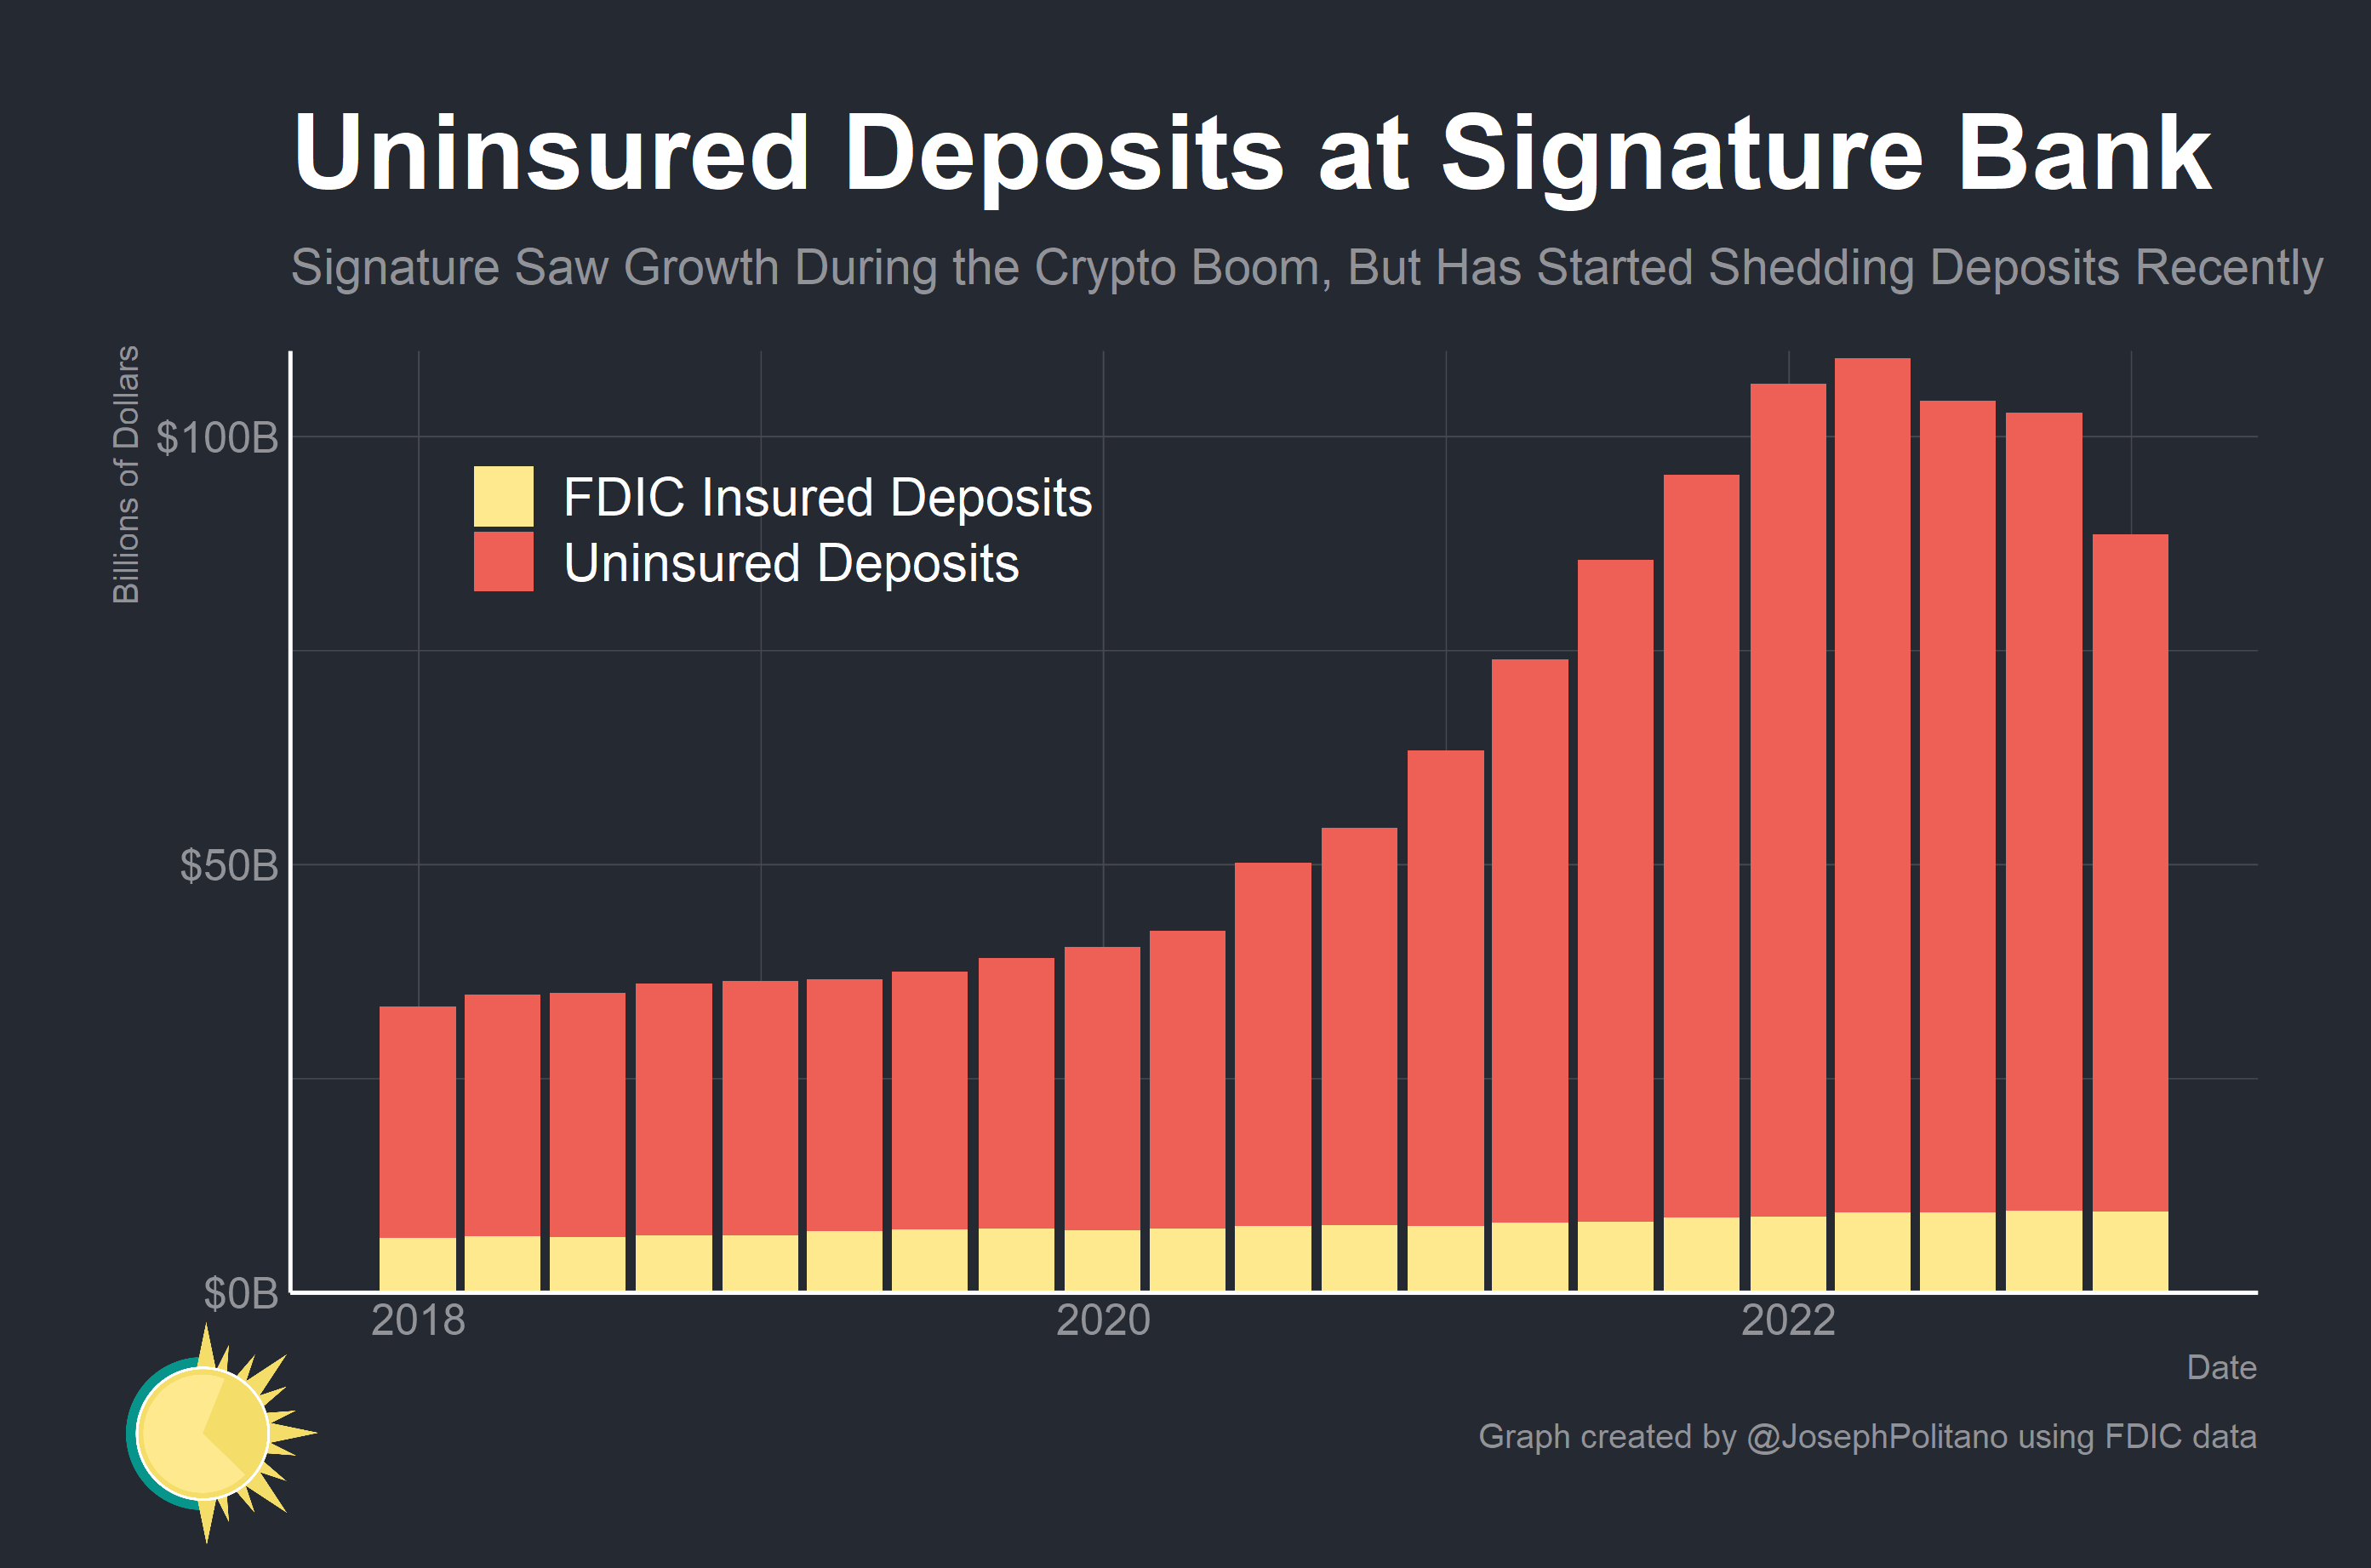 Uninsured Deposits at Signature Bank
Signature Saw Growth During the Crypto Boom, But Has Started Shedding Deposits Recently
Billions of Dollars
$100B
$50B
$0B
FDIC Insured Deposits
Uninsured Deposits
2018
2020
2022
Date
Graph created by @JosephPolitano using FDIC data